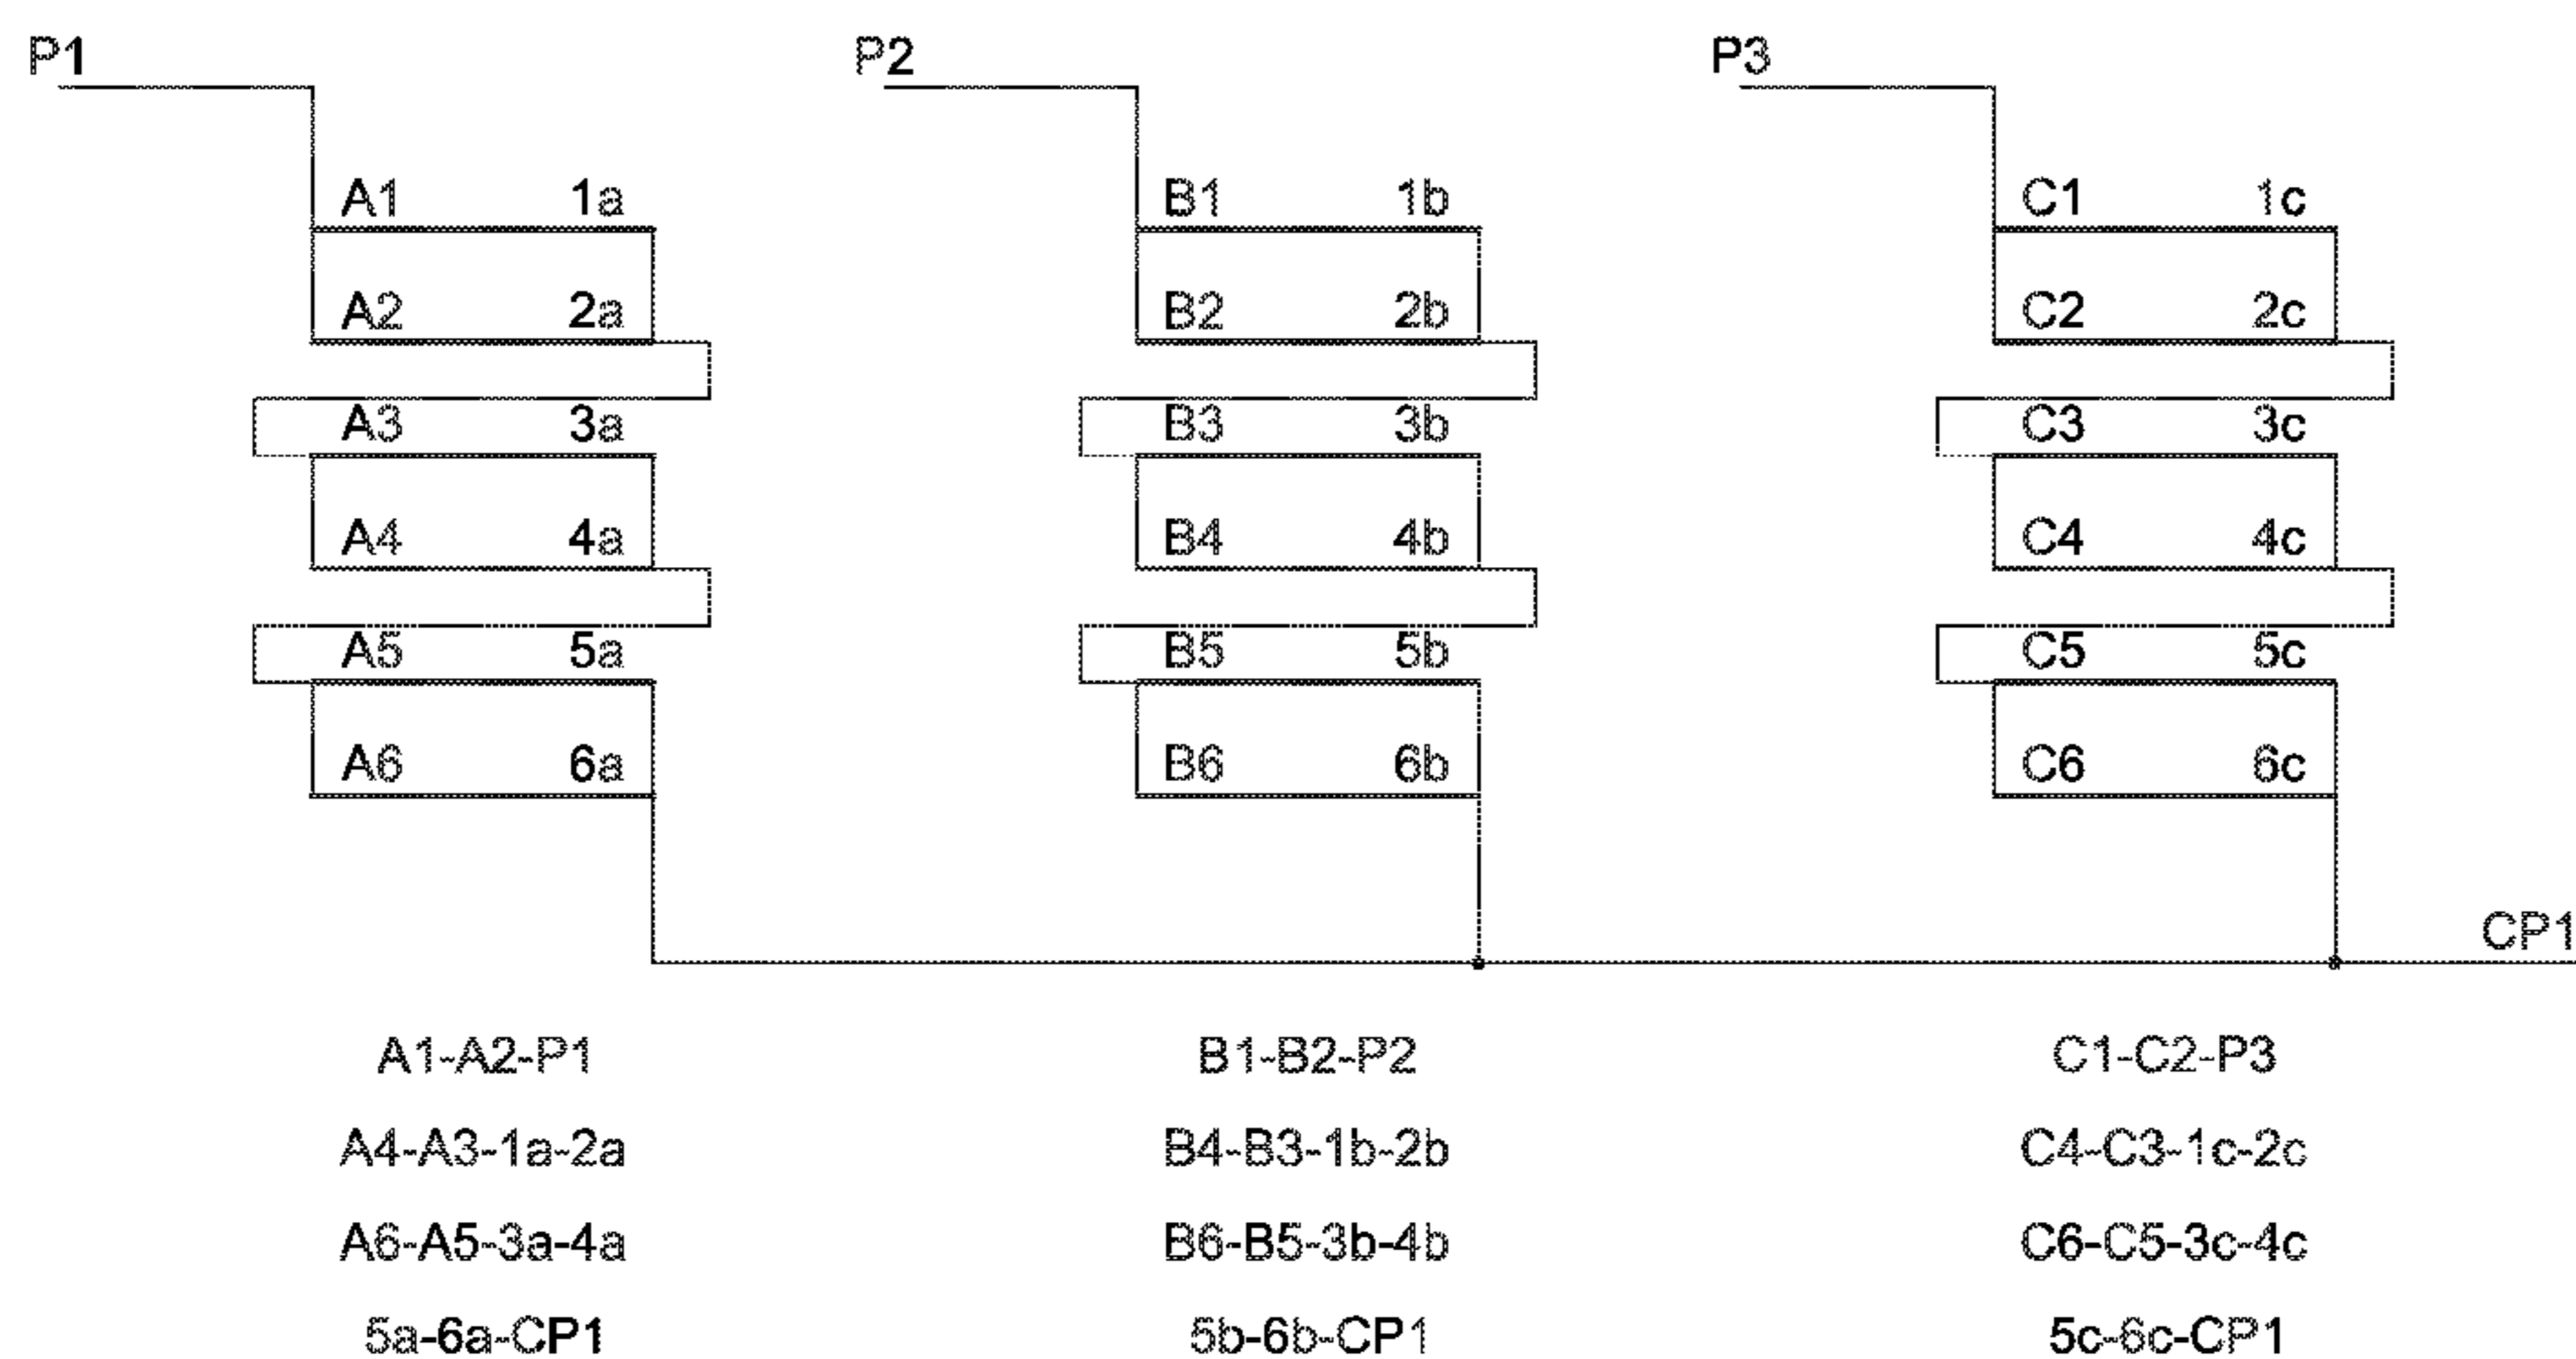 P1 P2 P3
A1 1a B1 1b C1 1c
A2 2a B2 2b C2 2c
A3 3a B3 3b C3 3c
A4 4a B4 4b C4 4c
A5 5a B5 5b C5 5c
A6 6a B6 6b C6 6c
CP1
A1-A2-P1 B1-B2-P2 C1-C2-P3
A4-A3-1a-2a B4-B3-1b-2b C4-C3-1c-2c
A6-A5-3a-4a B6-B5-3b-4b C6-C5-3c-4c
5a-6a-CP1 5b-6b-CP1 5c-6c-CP1